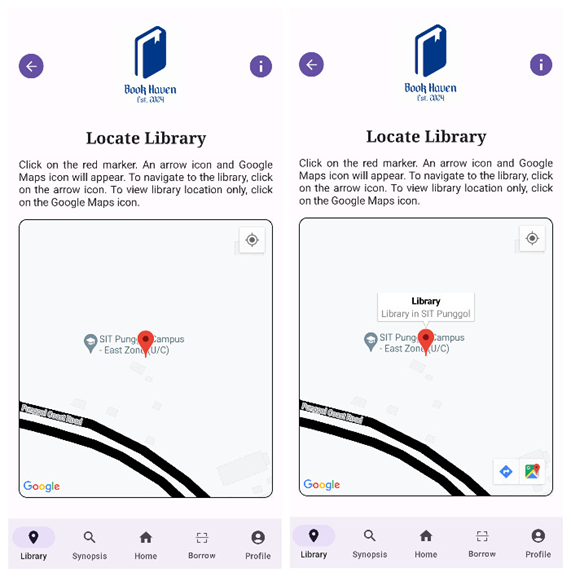 Book Haven
Est. 2004
Locate Library
Click on the red marker. An arrow icon and Google
Maps icon will appear. To navigate to the library, click
on the arrow icon. To view library location only, click
on the Google Maps icon.
SIT Pungg Campus
- East Zone (U/C)
Punggol Coast Road
Google
Library
Synopsis
Home
Borrow
Profile
Book Haven
Est. 2004
Locate Library
Click on the red marker. An arrow icon and Google
Maps icon will appear. To navigate to the library, click
on the arrow icon. To view library location only, click
on the Google Maps icon.
Library
Library in SIT Punggol
SIT Pungg Campus
- East Zone (U/C)
Punggol Coast Road
Google
Library
Synopsis
Home
Borrow
Profile